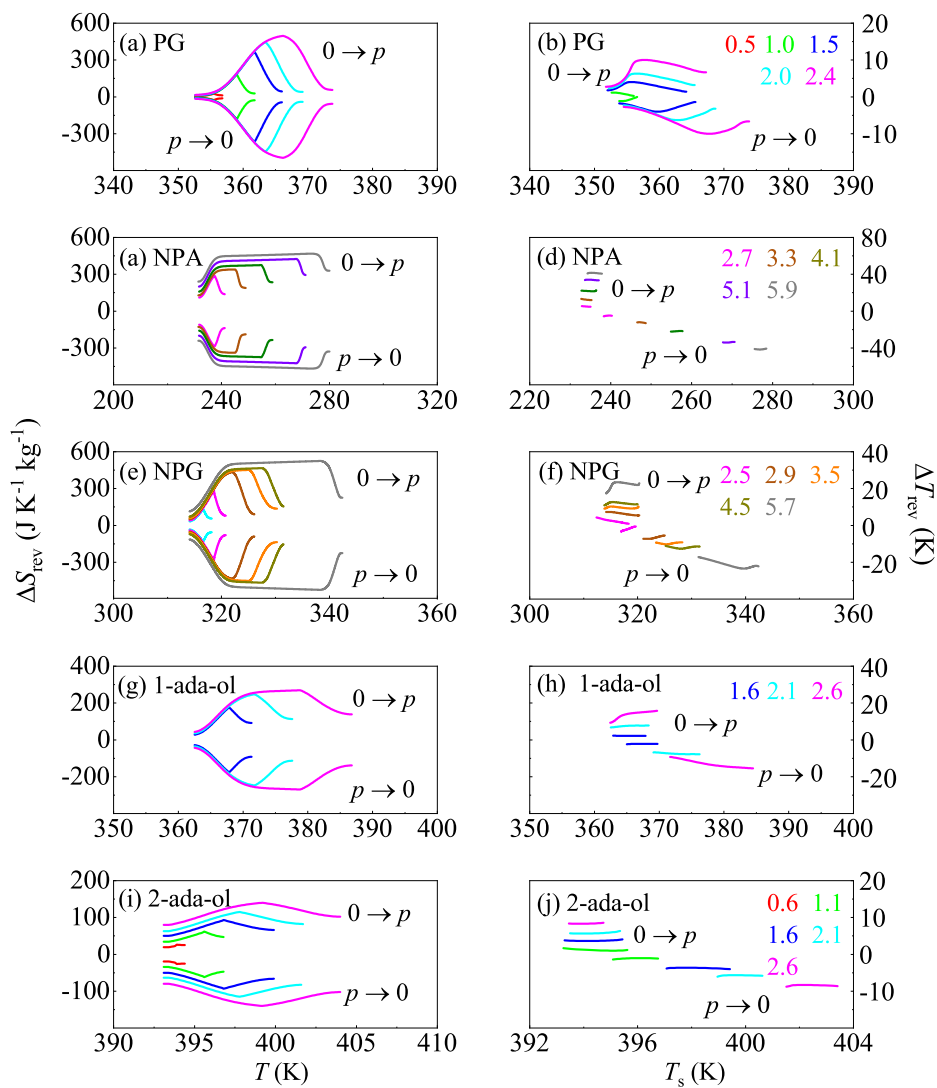 600
300
0
-300
(a) PG
0 → p
p → 0
340 350 360 370 380 390
(b) PG
0.5 1.0 1.5
2.0 2.4
0 → p
p → 0
20
10
0
-10
340 350 360 370 380 390
600
300
0
-300
(a) NPA
0 → p
p → 0
200 240 280 320
(d) NPA
2.7 3.3 4.1
5.1 5.9
0 → p
p → 0
80
40
0
-40
220 240 260 280 300
ΔS_rev (J K⁻¹ kg⁻¹)
600
300
0
-300
(e) NPG
0 → p
p → 0
300 310 320 330 340 350 360
(f) NPG
2.5 2.9 3.5
4.5 5.7
0 → p
p → 0
40
20
0
-20
300 320 340 360
ΔT_rev (K)
400
200
0
-200
(g) 1-ada-ol
0 → p
p → 0
350 360 370 380 390 400
(h) 1-ada-ol
1.6 2.1 2.6
0 → p
p → 0
40
20
0
-20
350 360 370 380 390 400
200
100
0
-100
(i) 2-ada-ol
0 → p
p → 0
390 395 400 405 410
T (K)
(j) 2-ada-ol
0.6 1.1
1.6 2.1
2.6
0 → p
p → 0
20
10
0
-10
392 396 400 404
T_s (K)